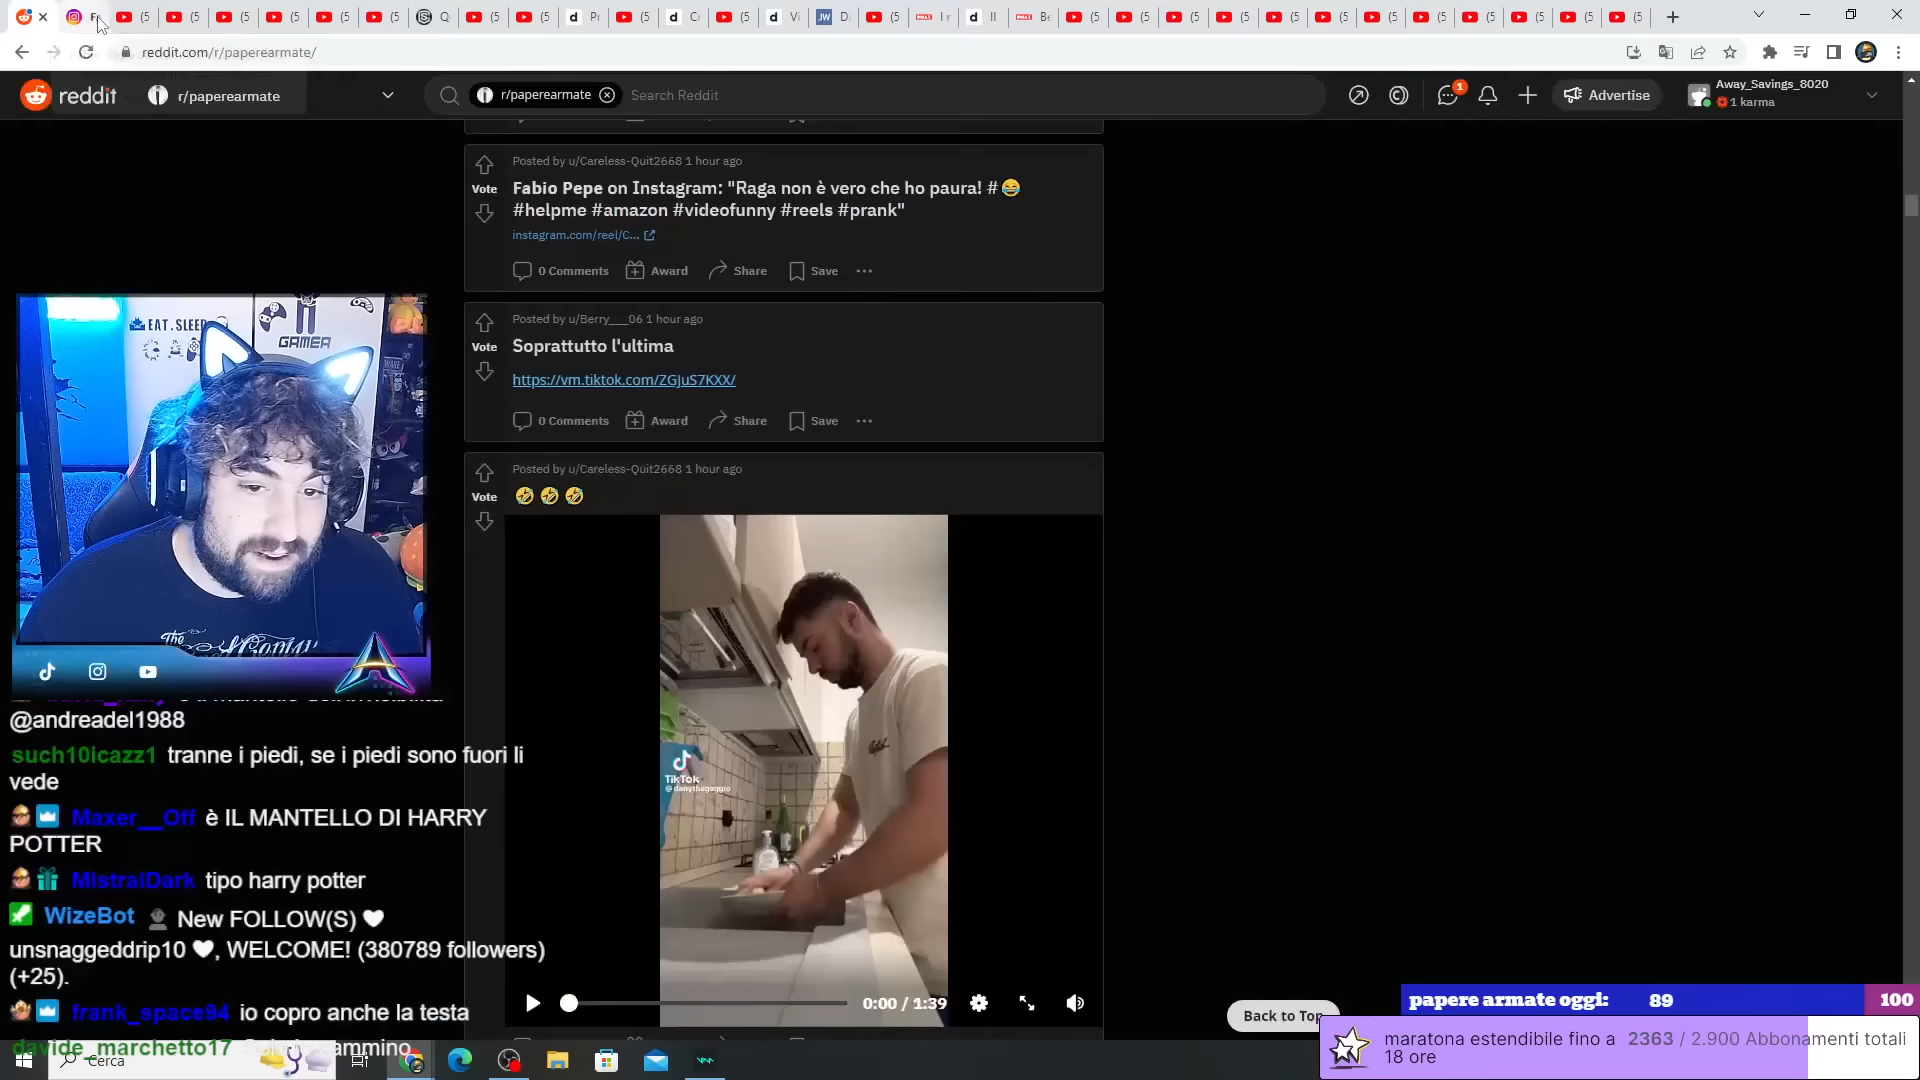 reddit.com/r/paperearmate/
reddit
r/paperearmate
r/paperearmate
Search Reddit
1
Advertise
Away_Savings_8020
1 karma
Posted by u/Careless-Quit2668 1 hour ago
Vote
Fabio Pepe on Instagram: "Raga non è vero che ho paura! #😂
#helpme #amazon #videofunny #reels #prank"
instagram.com/reel/C...
0 Comments
Award
Share
Save
Posted by u/Berry___06 1 hour ago
Vote
Soprattutto l'ultima
https://vm.tiktok.com/ZGJuS7KXX/
0 Comments
Award
Share
Save
Posted by u/Careless-Quit2668 1 hour ago
Vote
🤣 🤣 🤣
EAT.SLEEP
GAMER
TikTok
@danythegaggio
0:00 / 1:39
@andreadel1988
such10icazz1 tranne i piedi, se i piedi sono fuori li
vede
Maxer__Off è IL MANTELLO DI HARRY
POTTER
MistralDark tipo harry potter
WizeBot New FOLLOW(S)
unsnaggeddrip10 , WELCOME! (380789 followers)
(+25).
frank_space94 io copro anche la testa
davide_marchetto17
Cerca
Back to Top
papere armate oggi: 89
100
maratona estendibile fino a
18 ore
2363 / 2.900 Abbonamenti totali